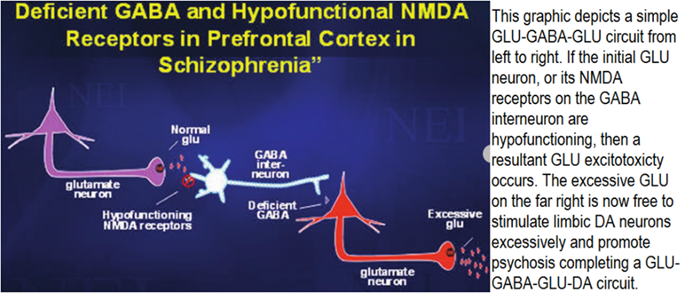 Deficient GABA and Hypofunctional NMDA
Receptors in Prefrontal Cortex in
Schizophrenia”
NEI
NEI
Normal
glu
glutamate
neuron
Hypofunctioning
NMDA receptors
GABA
inter-
neuron
Deficient
GABA
Excessive
glu
glutamate
neuron
This graphic depicts a simple
GLU-GABA-GLU circuit from
left to right. If the initial GLU
neuron, or its NMDA
receptors on the GABA
interneuron are
hypofunctioning, then a
resultant GLU excitotoxicty
occurs. The excessive GLU
on the far right is now free to
stimulate limbic DA neurons
excessively and promote
psychosis completing a GLU-
GABA-GLU-DA circuit.